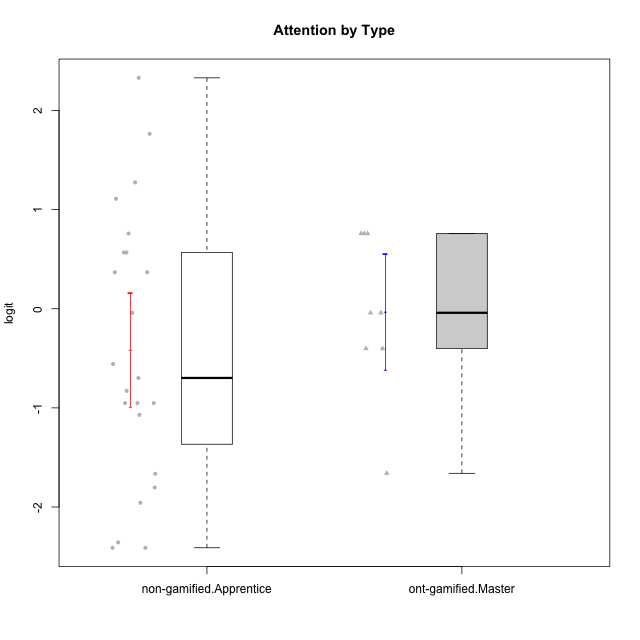 Attention by Type
logit
2
1
0
-1
-2
non-gamified.Apprentice
ont-gamified.Master